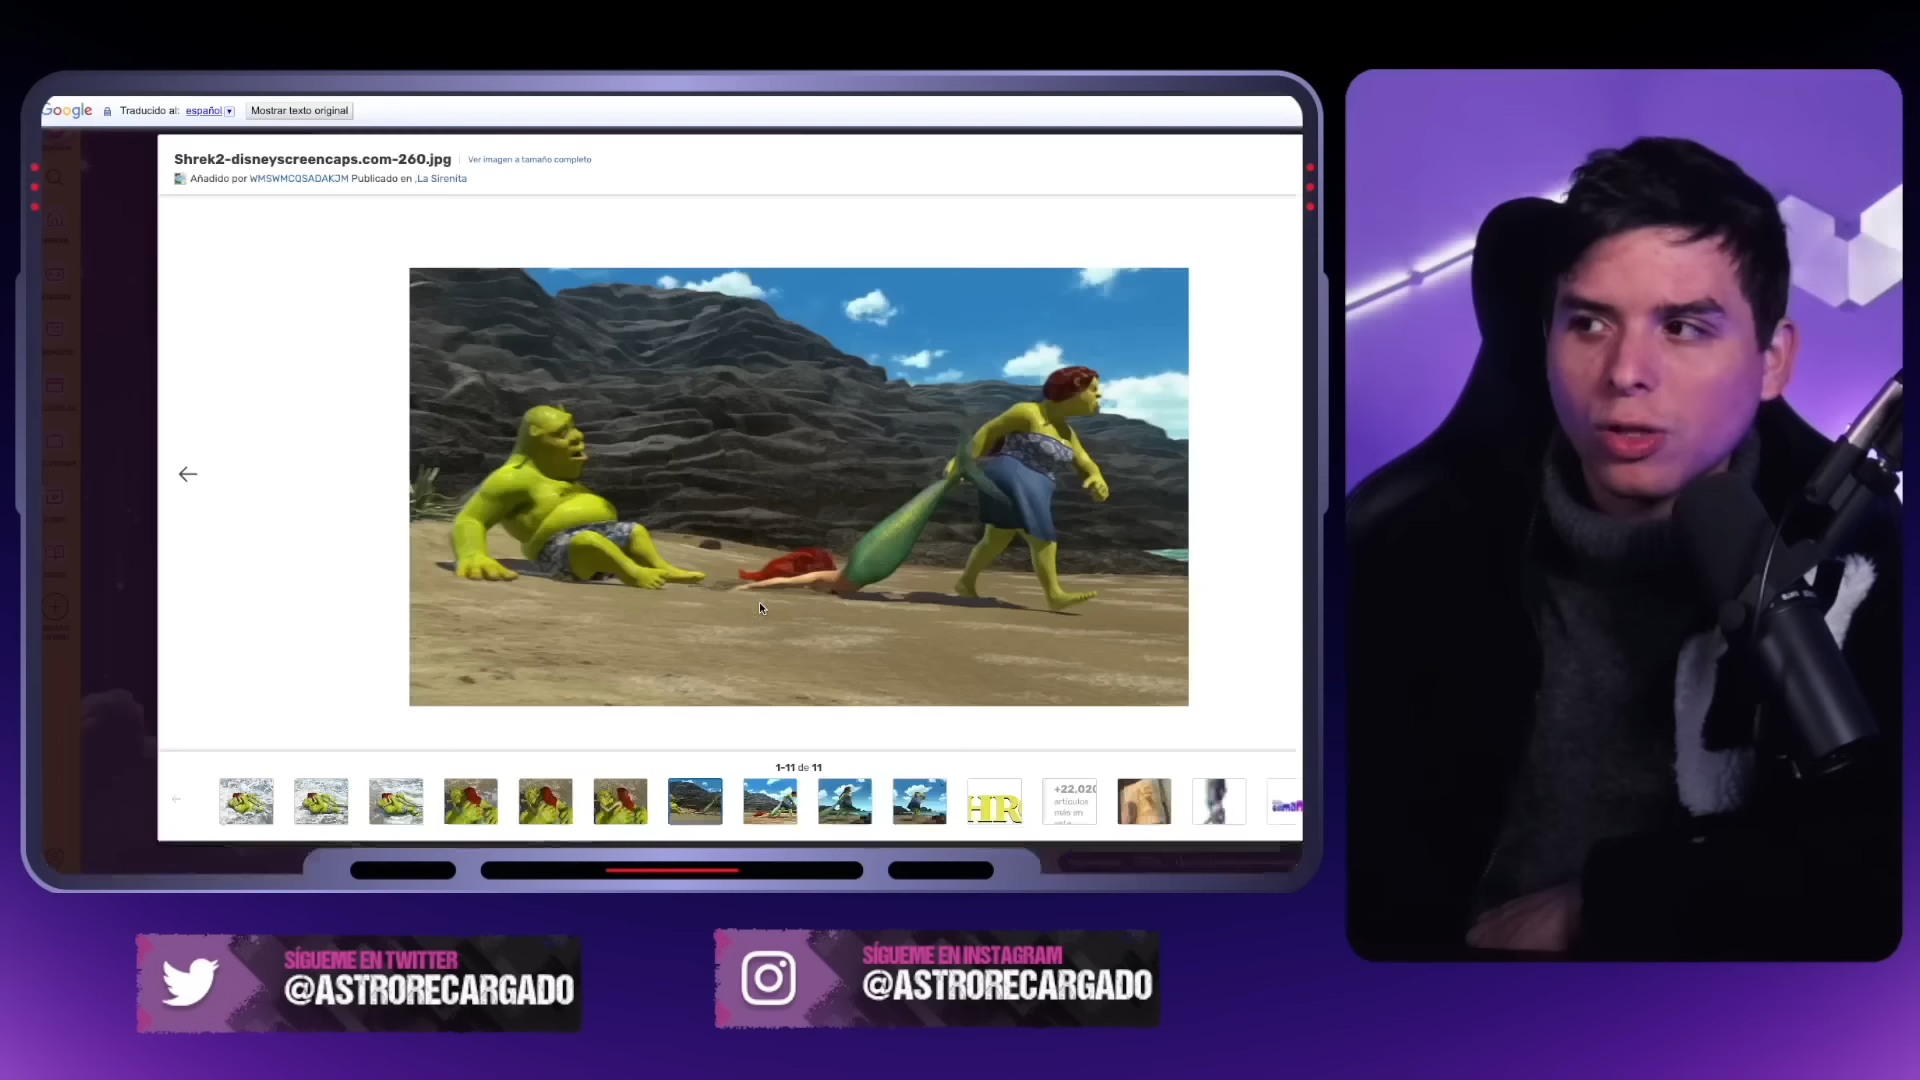 Google Traducido al: español Mostrar texto original
Shrek2-disneyscreencaps.com-260.jpg Ver imagen a tamaño completo
Añadido por WMSWMCQSADAKJM Publicado en ,La Sirenita
1-11 de 11
HR
+22,020
artículos
más en
SÍGUEME EN TWITTER
@ASTRORECARGADO
SÍGUEME EN INSTAGRAM
@ASTRORECARGADO